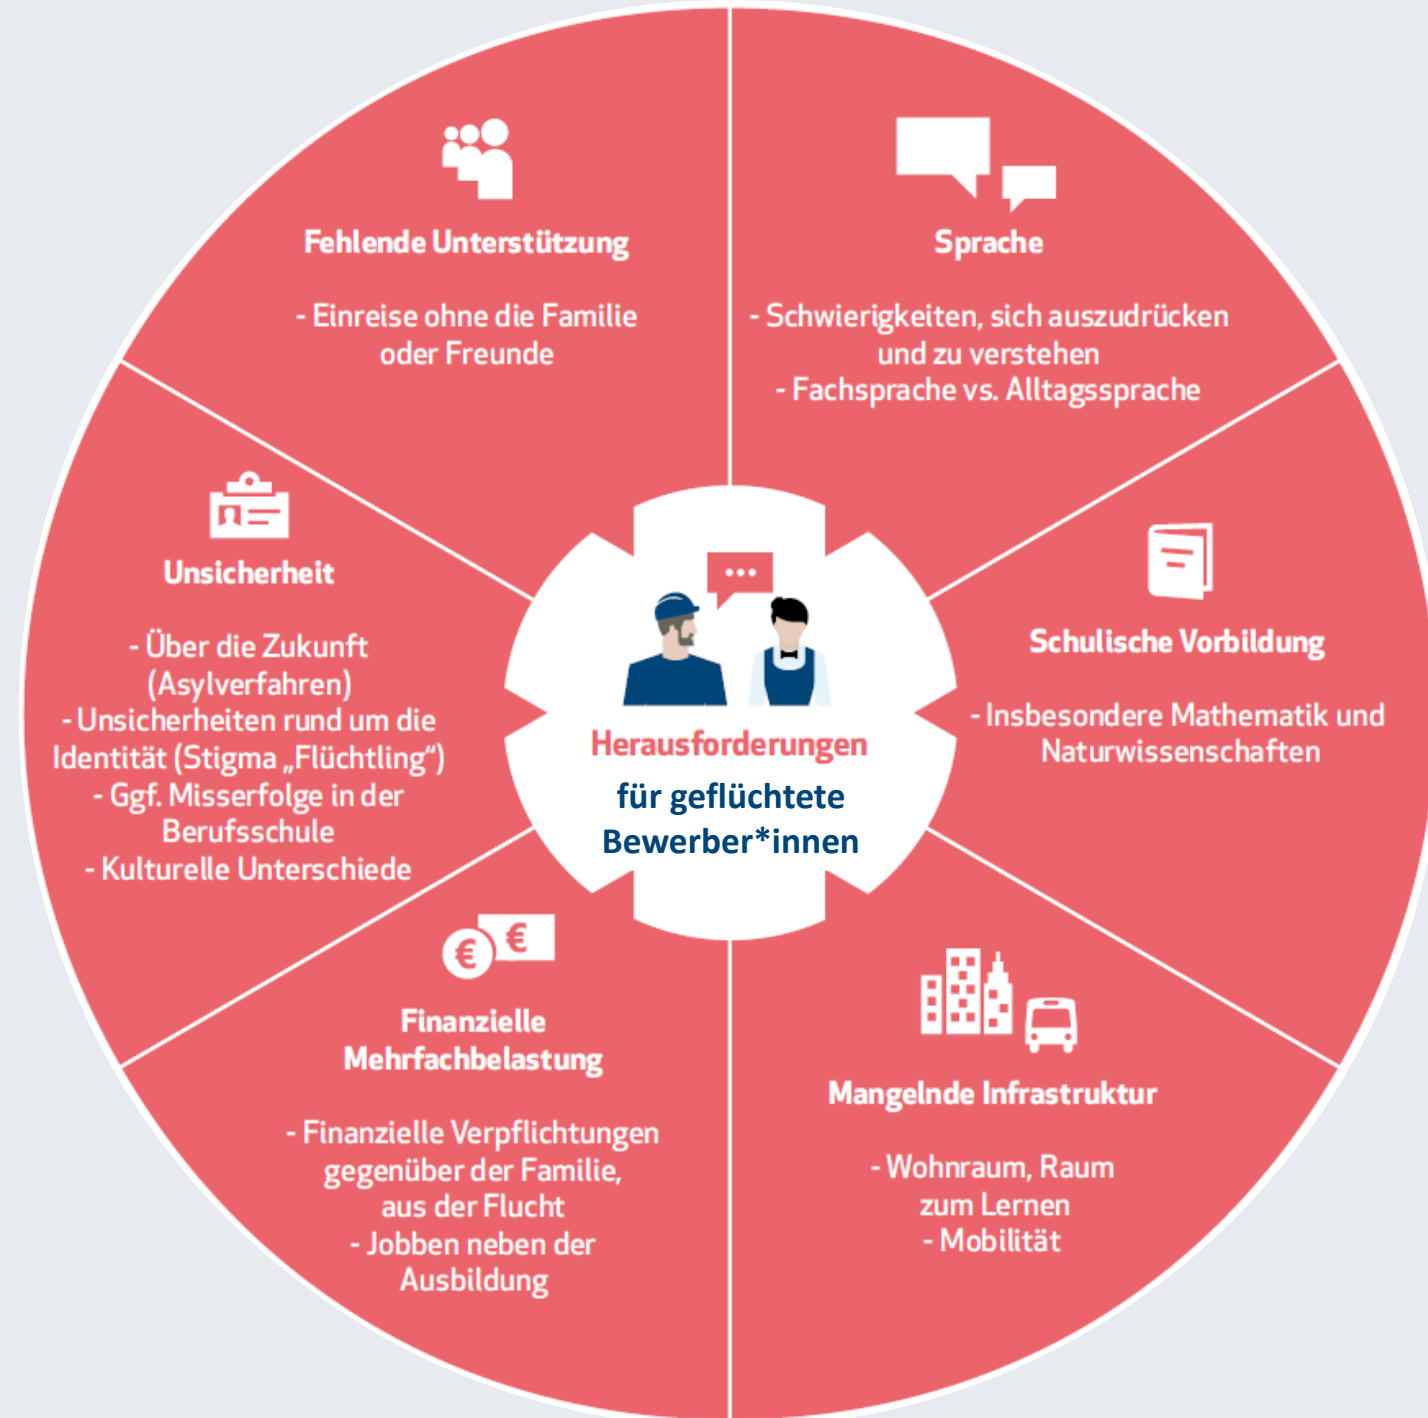 Fehlende Unterstützung
- Einreise ohne die Familie
oder Freunde
Sprache
- Schwierigkeiten, sich auszudrücken
und zu verstehen
- Fachsprache vs. Alltagssprache
Unsicherheit
- Über die Zukunft
(Asylverfahren)
- Unsicherheiten rund um die
Identität (Stigma „Flüchtling“)
- Ggf. Misserfolge in der
Berufsschule
- Kulturelle Unterschiede
Herausforderungen
für geflüchtete
Bewerber*innen
Schulische Vorbildung
- Insbesondere Mathematik und
Naturwissenschaften
€ €
Finanzielle
Mehrfachbelastung
- Finanzielle Verpflichtungen
gegenüber der Familie,
aus der Flucht
- Jobben neben der
Ausbildung
Mangelnde Infrastruktur
- Wohnraum, Raum
zum Lernen
- Mobilität